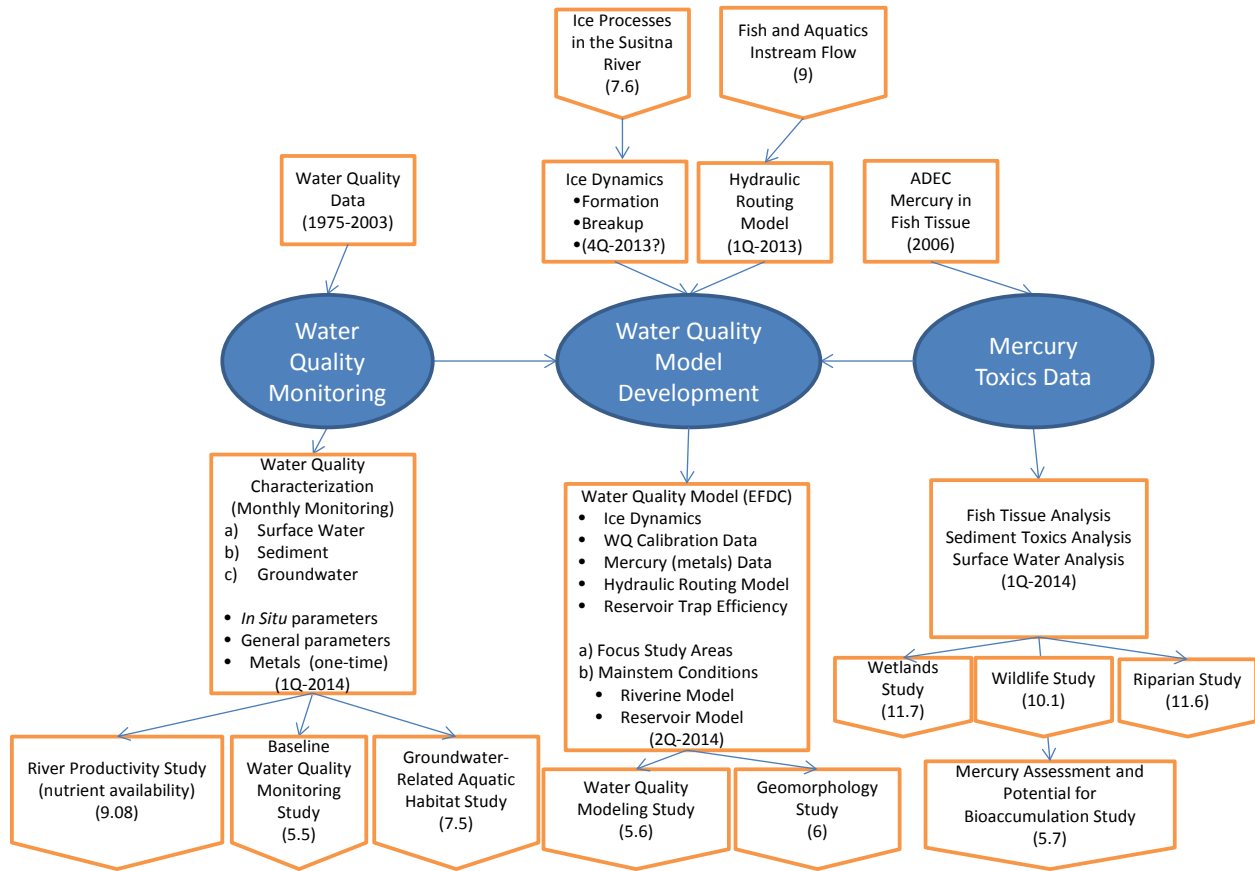 Ice Processes
in the Susitna
River
(7.6)
Fish and Aquatics
Instream Flow
(9)
Water Quality
Data
(1975-2003)
Ice Dynamics
•Formation
•Breakup
•(4Q-2013?)
Hydraulic
Routing
Model
(1Q-2013)
ADEC
Mercury in
Fish Tissue
(2006)
Water
Quality
Monitoring
Water Quality
Model
Development
Mercury
Toxics Data
Water Quality
Characterization
(Monthly Monitoring)
a) Surface Water
b) Sediment
c) Groundwater
• In Situ parameters
• General parameters
• Metals (one-time)
(1Q-2014)
Water Quality Model (EFDC)
• Ice Dynamics
• WQ Calibration Data
• Mercury (metals) Data
• Hydraulic Routing Model
• Reservoir Trap Efficiency
a) Focus Study Areas
b) Mainstem Conditions
• Riverine Model
• Reservoir Model
(2Q-2014)
Fish Tissue Analysis
Sediment Toxics Analysis
Surface Water Analysis
(1Q-2014)
Wetlands
Study
(11.7)
Wildlife Study
(10.1)
Riparian Study
(11.6)
River Productivity Study
(nutrient availability)
(9.08)
Baseline
Water Quality
Monitoring
Study
(5.5)
Groundwater-
Related Aquatic
Habitat Study
(7.5)
Water Quality
Modeling Study
(5.6)
Geomorphology
Study
(6)
Mercury Assessment and
Potential for
Bioaccumulation Study
(5.7)